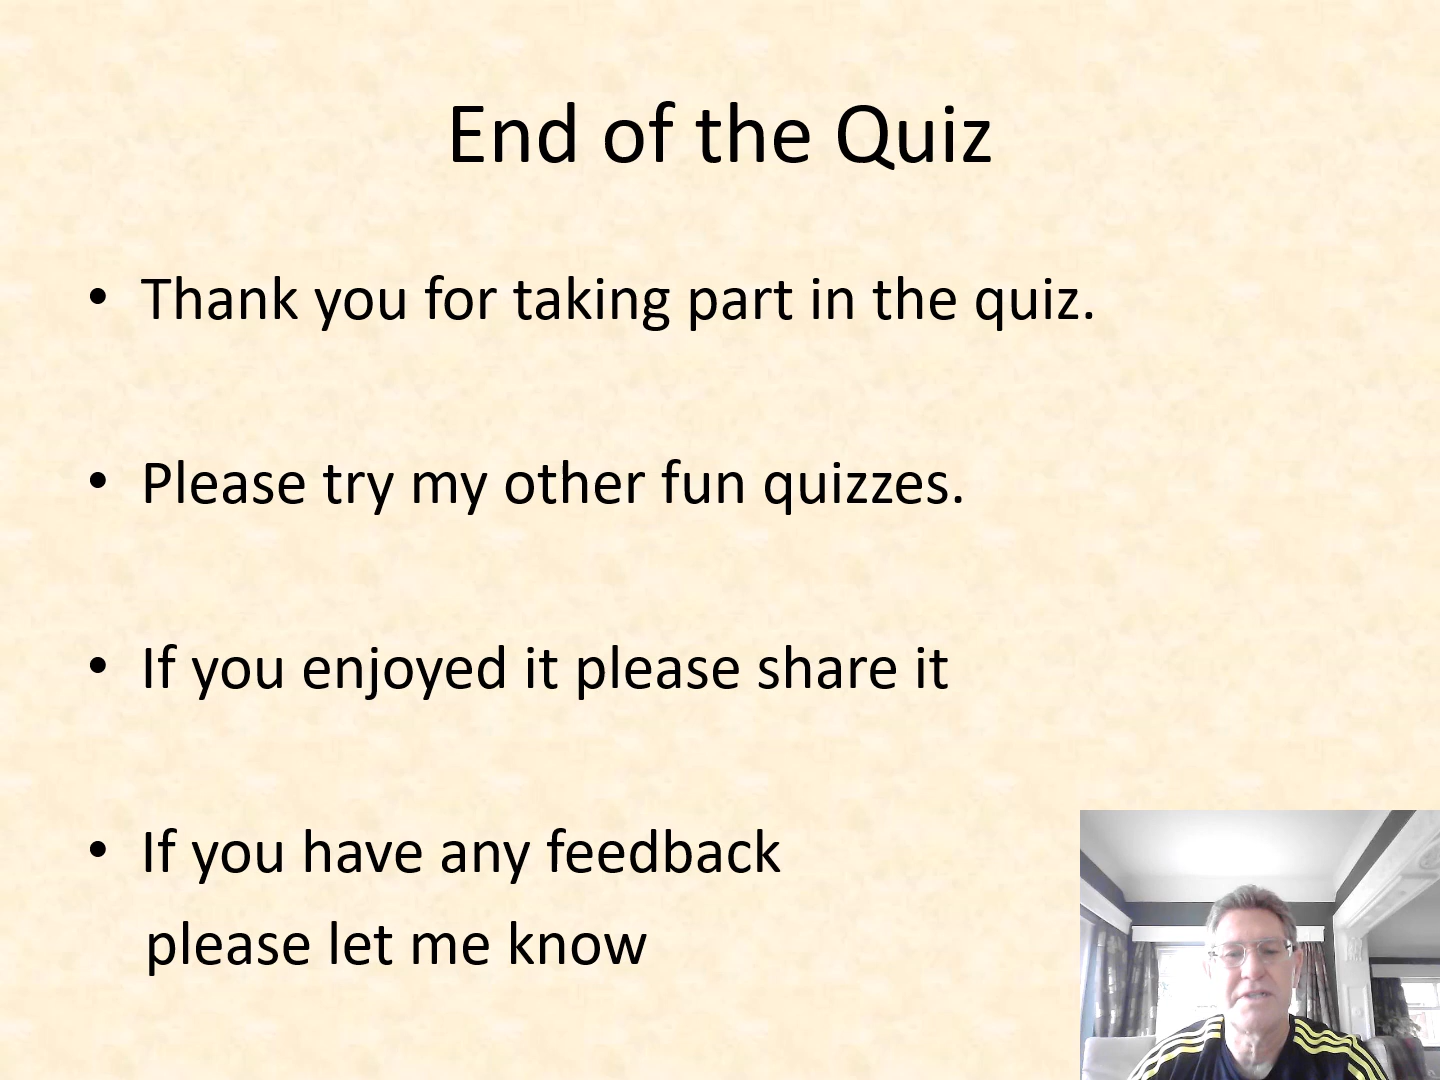 End of the Quiz
• Thank you for taking part in the quiz.
• Please try my other fun quizzes.
• If you enjoyed it please share it
• If you have any feedback
please let me know